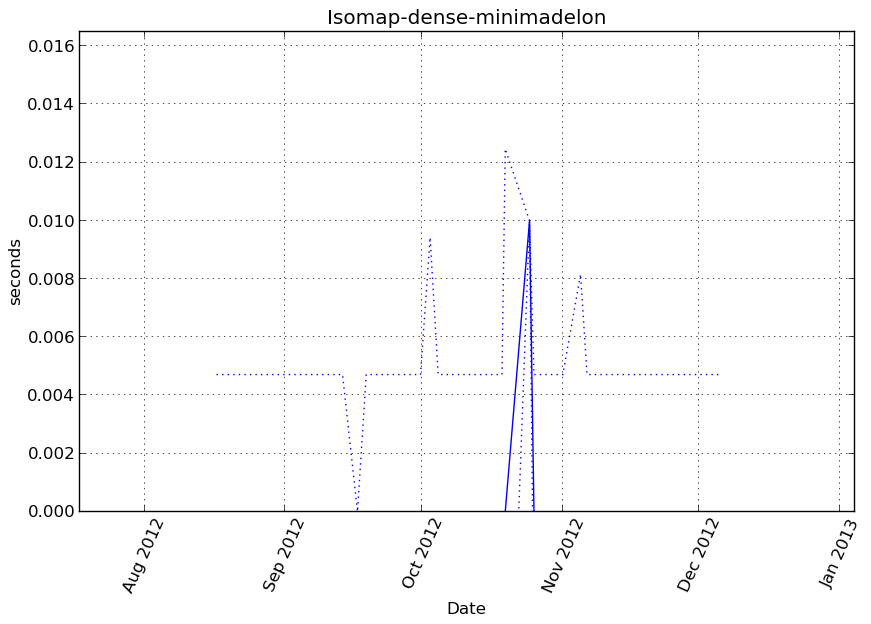 Isomap-dense-minimadelon
0.016
0.014
0.012
0.010
0.008
0.006
0.004
0.002
0.000
seconds
Aug 2012
Sep 2012
Oct 2012
Nov 2012
Dec 2012
Jan 2013
Date